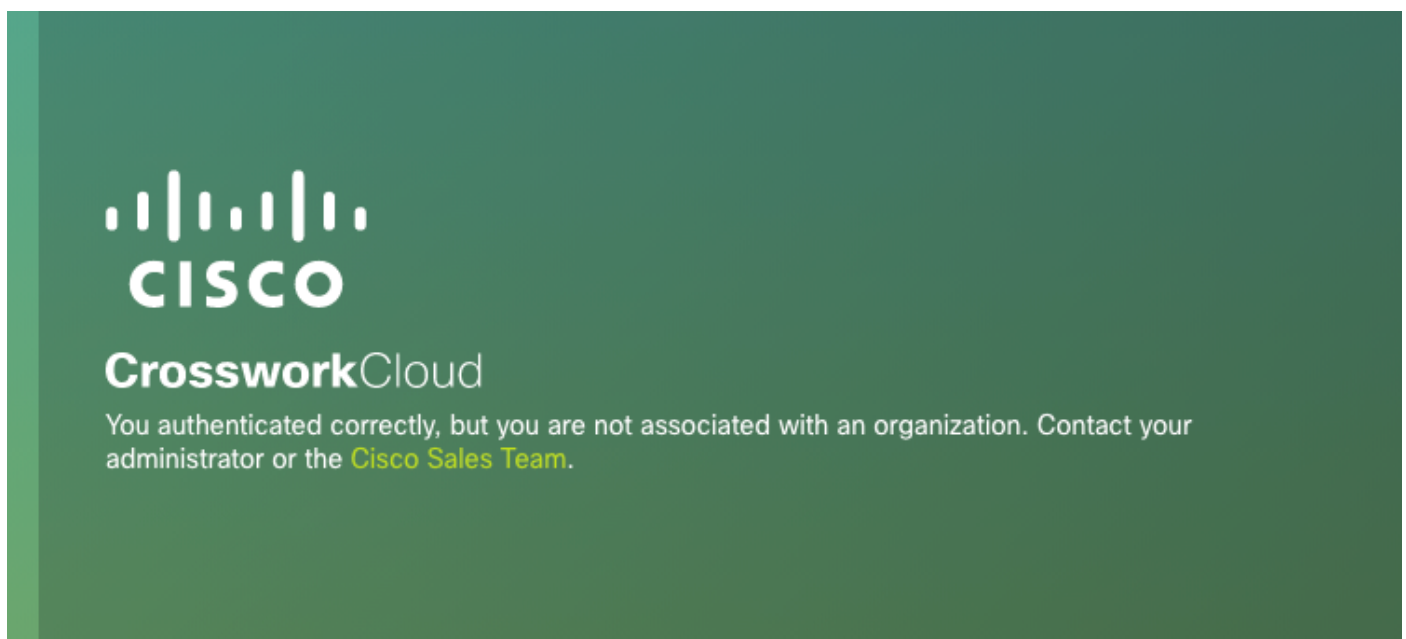 CISCO
CrossworkCloud
You authenticated correctly, but you are not associated with an organization. Contact your
administrator or the Cisco Sales Team.